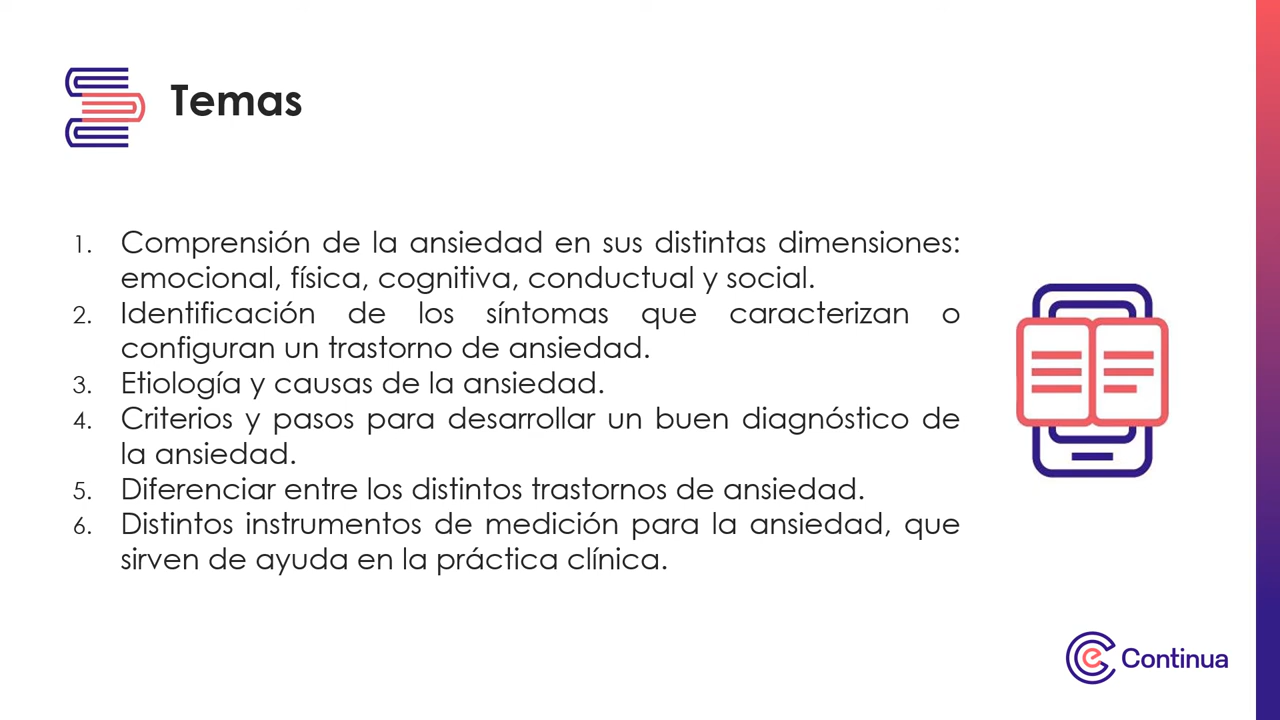 Temas
1. Comprensión de la ansiedad en sus distintas dimensiones:
emocional, física, cognitiva, conductual y social.
2. Identificación de los síntomas que caracterizan o
configuran un trastorno de ansiedad.
3. Etiología y causas de la ansiedad.
4. Criterios y pasos para desarrollar un buen diagnóstico de
la ansiedad.
5. Diferenciar entre los distintos trastornos de ansiedad.
6. Distintos instrumentos de medición para la ansiedad, que
sirven de ayuda en la práctica clínica.
e Continua